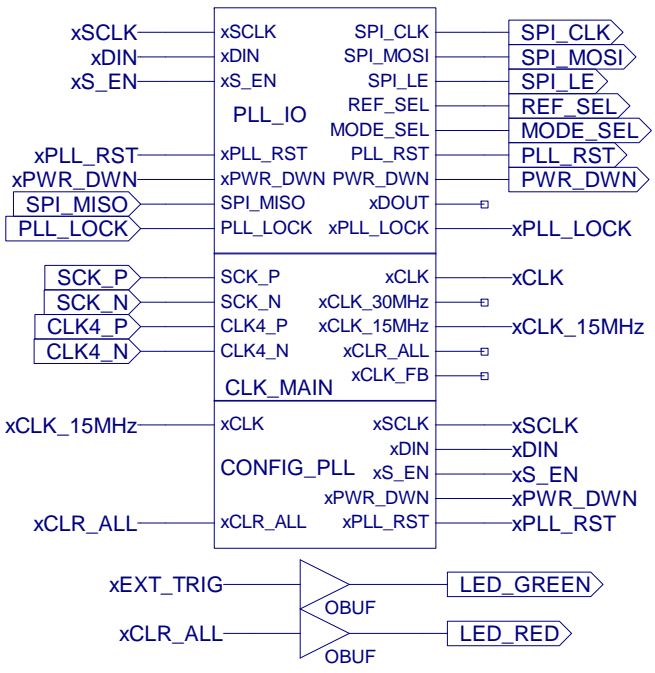 xSCLK xSCLK SPI_CLK SPI_CLK
xDIN xDIN SPI_MOSI SPI_MOSI
xS_EN xS_EN SPI_LE SPI_LE
PLL_IO REF_SEL REF_SEL
MODE_SEL MODE_SEL
xPLL_RST xPLL_RST PLL_RST PLL_RST
xPWR_DWN xPWR_DWN PWR_DWN PWR_DWN
SPI_MISO SPI_MISO xDOUT
PLL_LOCK PLL_LOCK xPLL_LOCK xPLL_LOCK
SCK_P SCK_P xCLK xCLK
SCK_N SCK_N xCLK_30MHz
CLK4_P CLK4_P xCLK_15MHz xCLK_15MHz
CLK4_N CLK4_N xCLR_ALL
xCLK_FB
CLK_MAIN
xCLK_15MHz xCLK xSCLK xSCLK
xDIN xDIN
CONFIG_PLL xS_EN xS_EN
xPWR_DWN xPWR_DWN
xCLR_ALL xCLR_ALL xPLL_RST xPLL_RST
xEXT_TRIG LED_GREEN
OBUF
xCLR_ALL LED_RED
OBUF